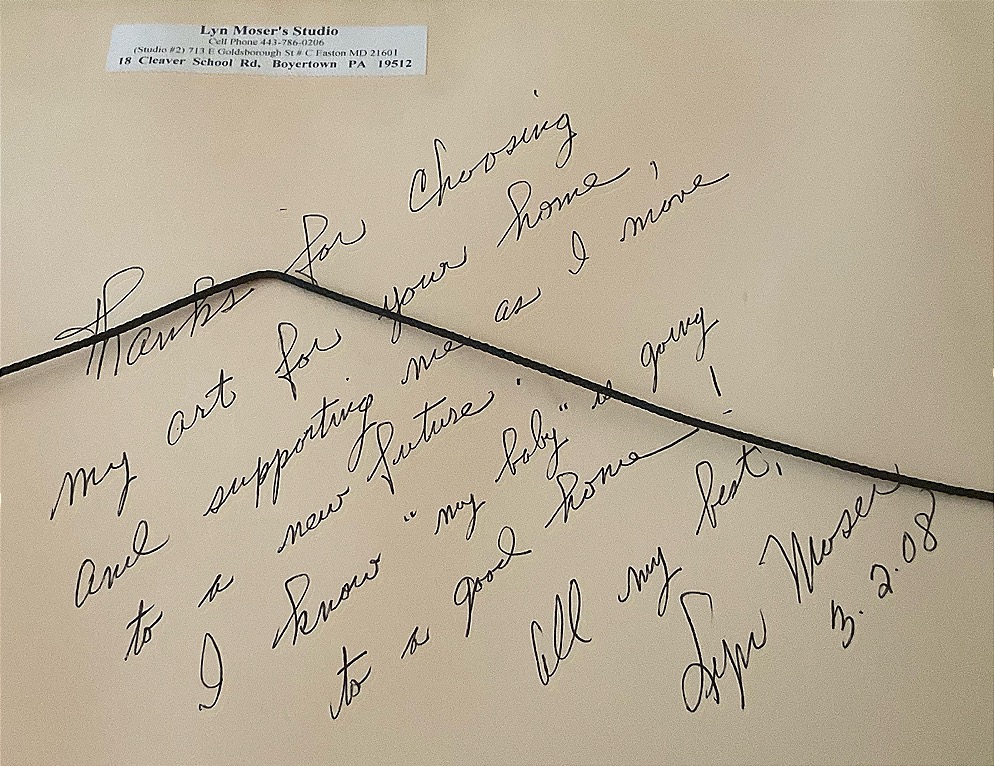 Lyn Moser's Studio
Cell Phone 443-786-0206
(Studio #2) 713 E Goldsborough St # C Easton MD 21601
18 Cleaver School Rd, Boyertown PA 19512
Thanks for choosing
my art for your home,
and supporting me as I move
to a new future.
I know "my baby" is going
to a good home!
All my best,
Lyn Moser
3.2.08